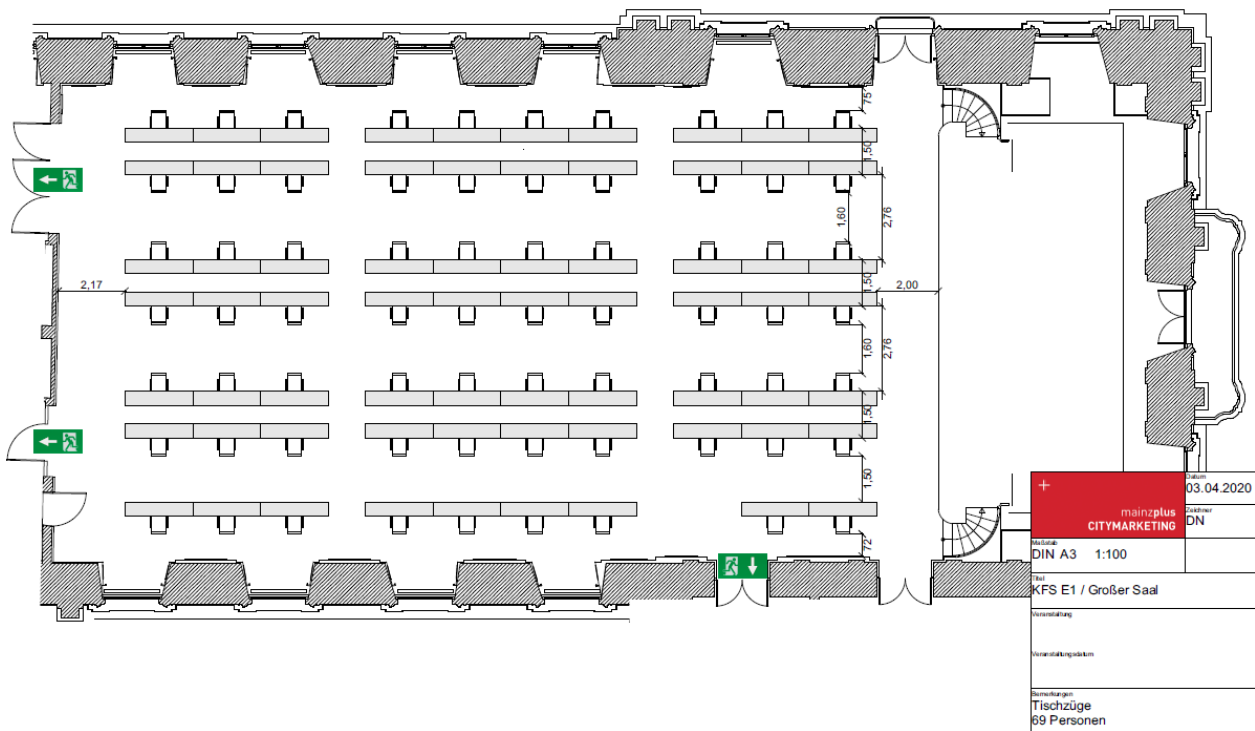 75
1,50
1,60
2,76
2,17
1,50
2,00
1,60
2,76
1,50
1,50
72
mainzplus
CITYMARKETING
Datum
03.04.2020
Zeichner
DN
Maßstab
DIN A3 1:100
Titel
KFS E1 / Großer Saal
Veranstaltung
Veranstaltungsdatum
Bemerkungen
Tischzüge
69 Personen